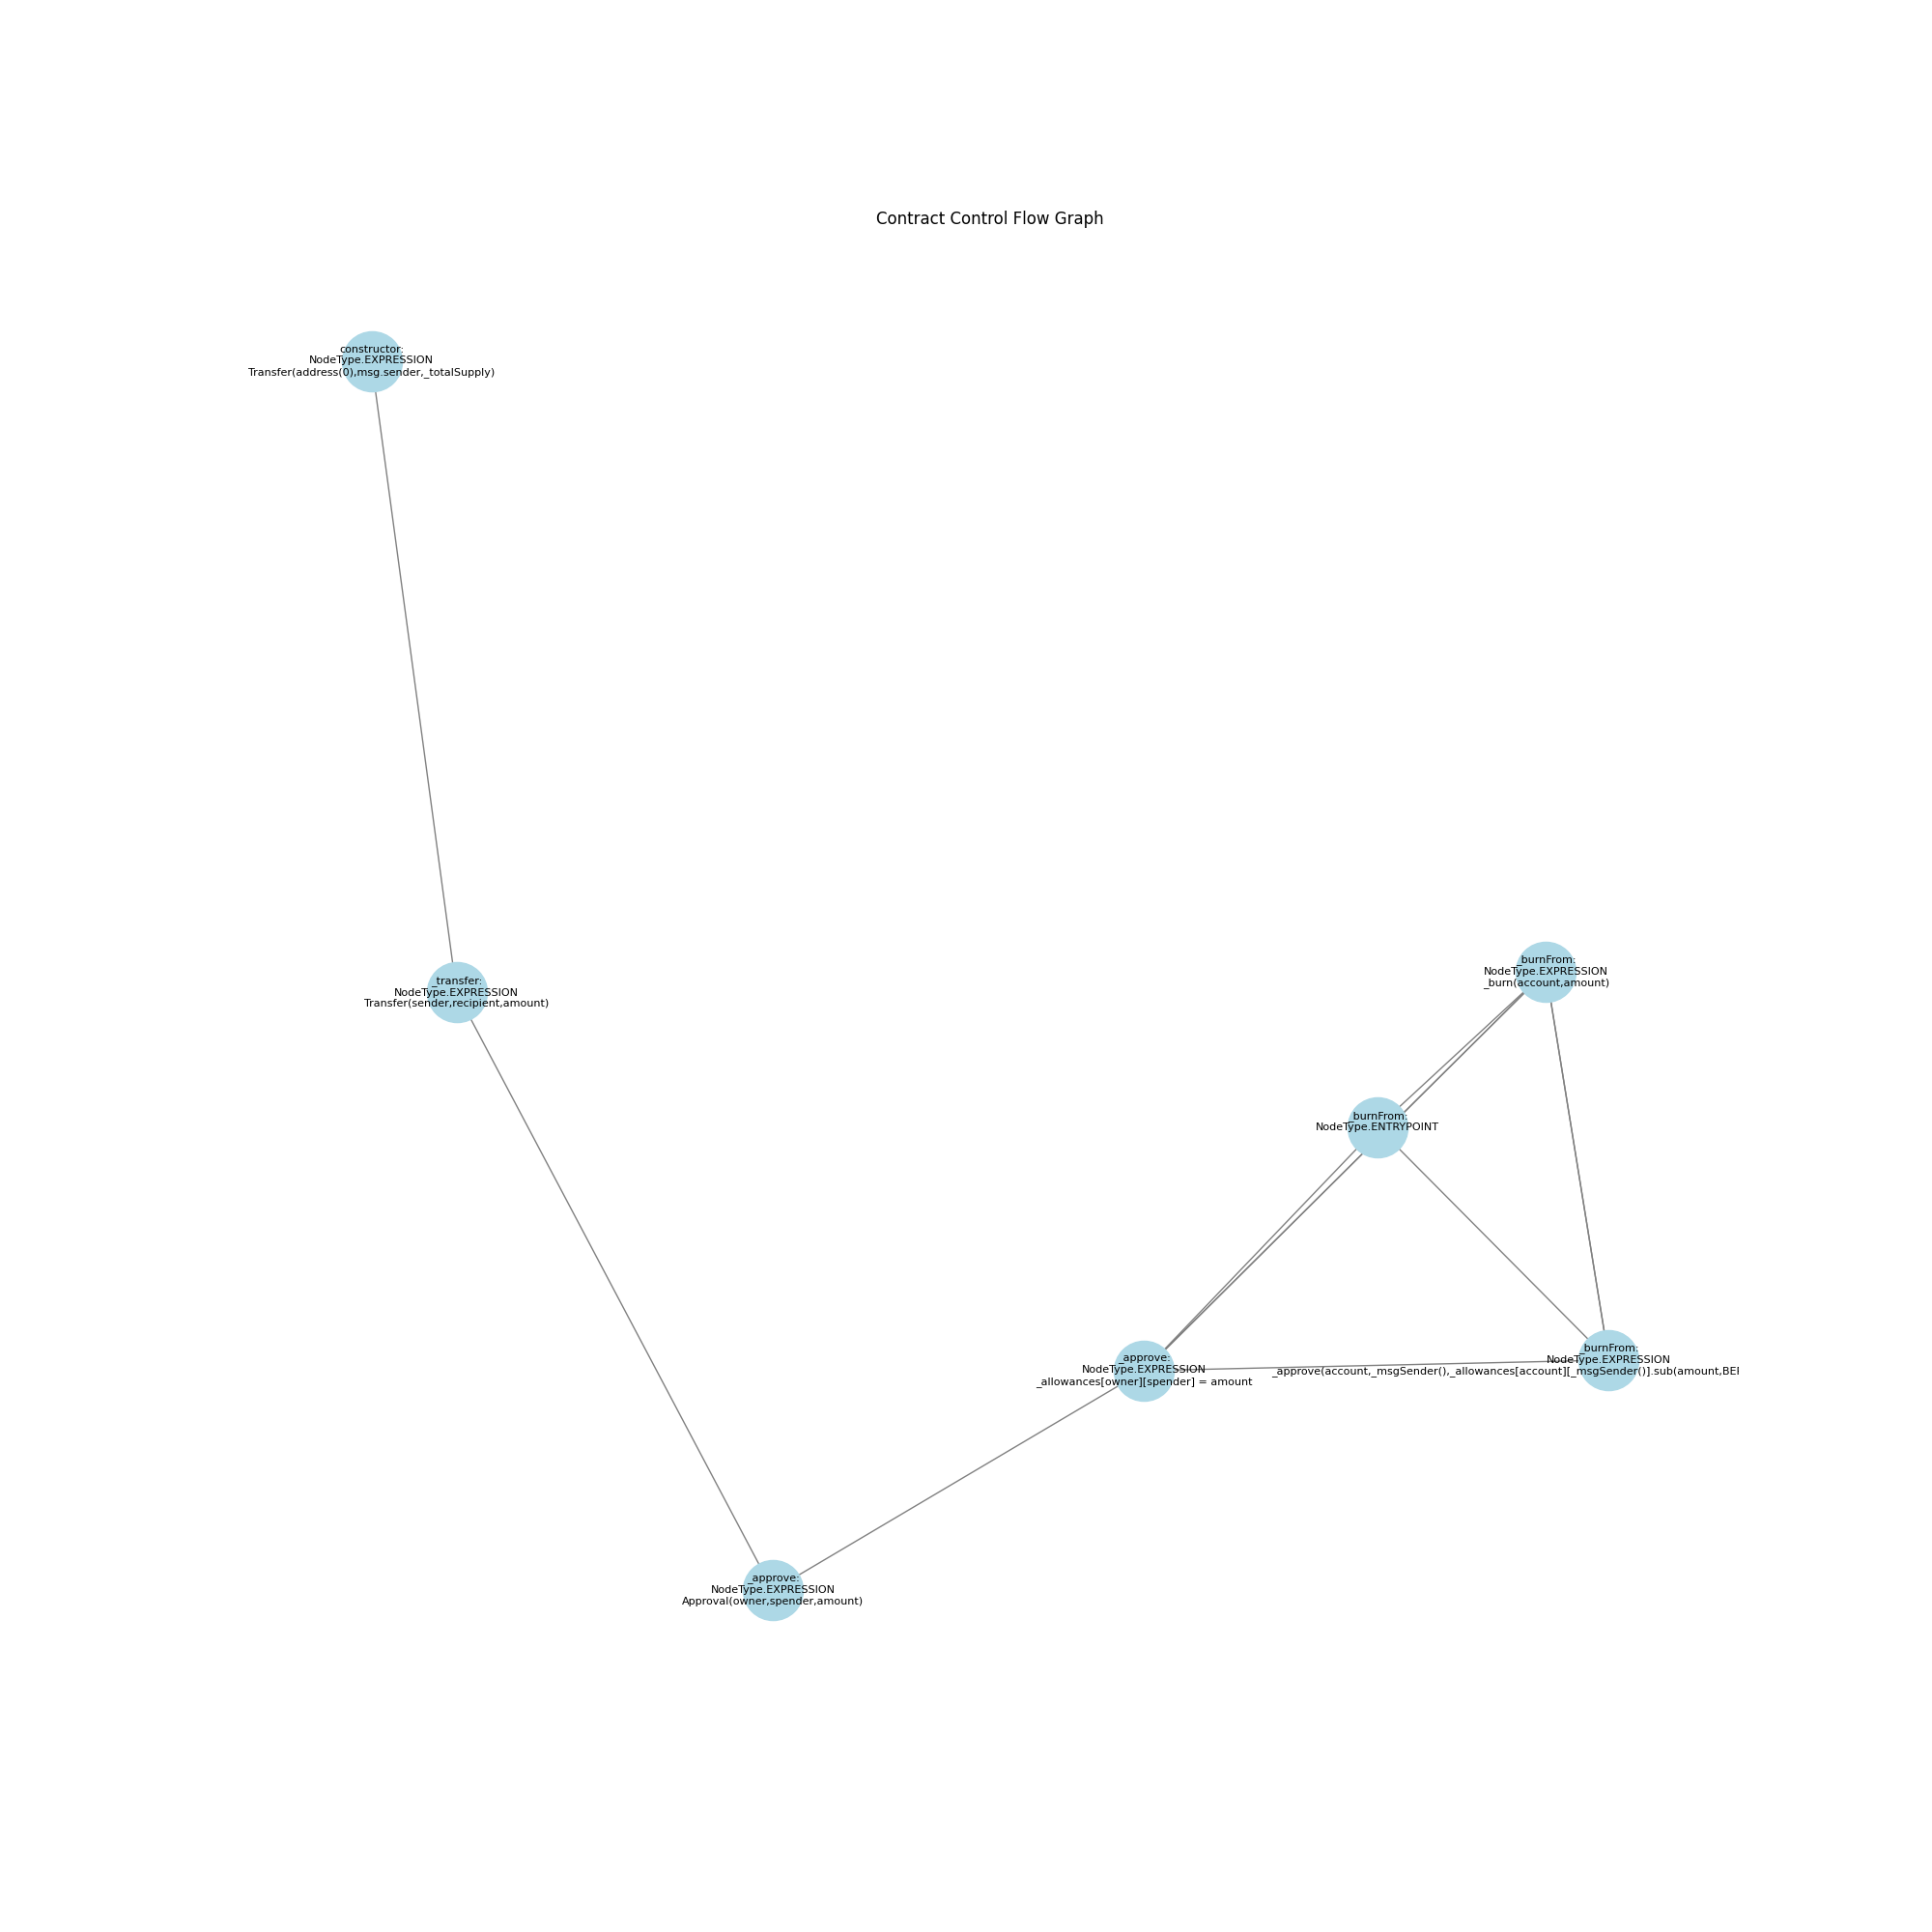 Contract Control Flow Graph
constructor:
NodeType.EXPRESSION
Transfer(address(0),msg.sender,_totalSupply)
_transfer:
NodeType.EXPRESSION
Transfer(sender,recipient,amount)
_burnFrom:
NodeType.EXPRESSION
_burn(account,amount)
_burnFrom:
NodeType.ENTRYPOINT
_approve:
NodeType.EXPRESSION
_allowances[owner][spender] = amount
_burnFrom:
NodeType.EXPRESSION
_approve(account,_msgSender(),_allowances[account][_msgSender()].sub(amount,BEI
_approve:
NodeType.EXPRESSION
Approval(owner,spender,amount)